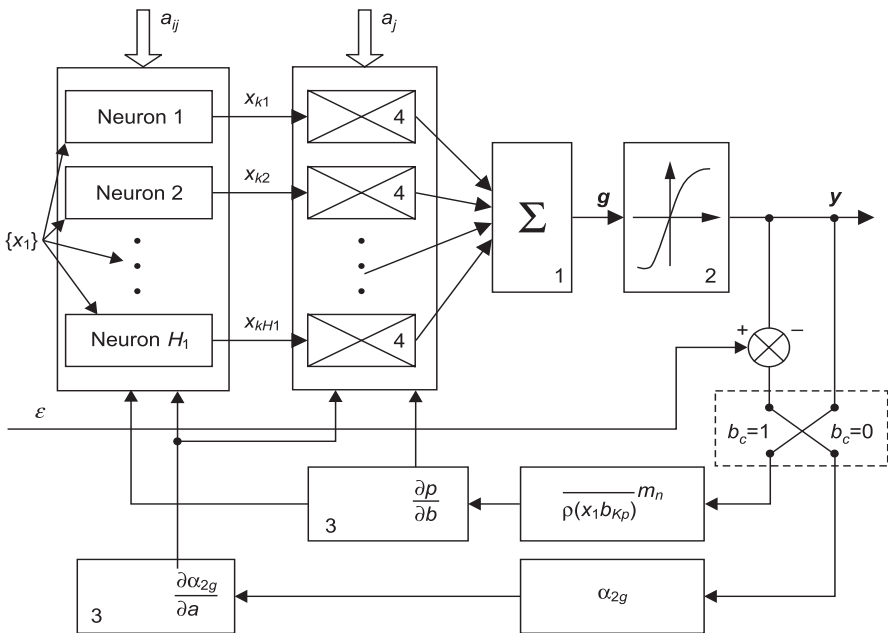 a_ij a_j
Neuron 1 x_k1 4
Neuron 2 x_k2 4
{x_1} Σ 1 g 2 y
Neuron H_1 x_kH1 4
+ −
ε
b_c=1 b_c=0
3 ∂p/∂b ρ(x_1b_Kp) m_n
3 ∂α_2g/∂a α_2g